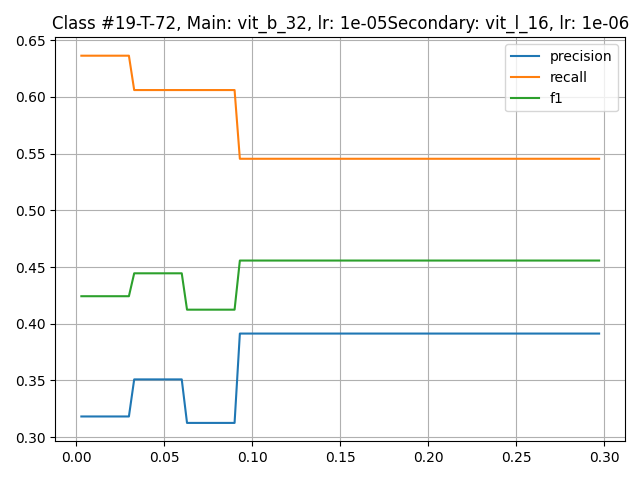 Class #19-T-72, Main: vit_b_32, lr: 1e-05Secondary: vit_l_16, lr: 1e-06
0.65
0.60
0.55
0.50
0.45
0.40
0.35
0.30
precision
recall
f1
0.00 0.05 0.10 0.15 0.20 0.25 0.30